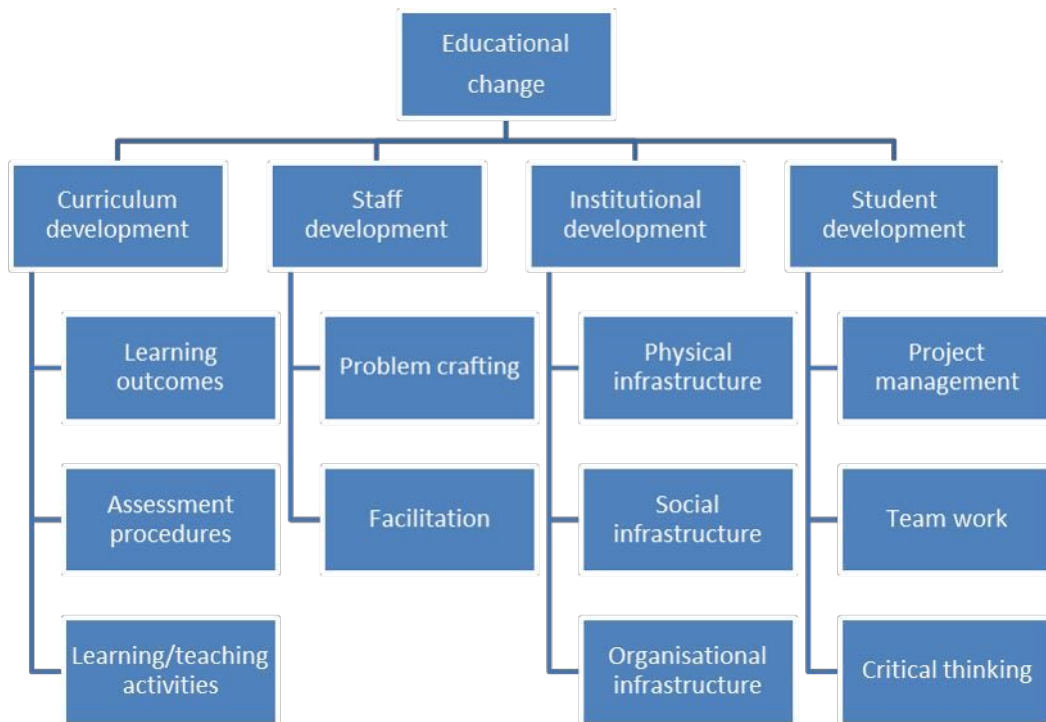 Educational
change
Curriculum
development
Staff
development
Institutional
development
Student
development
Learning
outcomes
Problem crafting
Physical
infrastructure
Project
management
Assessment
procedures
Facilitation
Social
infrastructure
Team work
Learning/teaching
activities
Organisational
infrastructure
Critical thinking